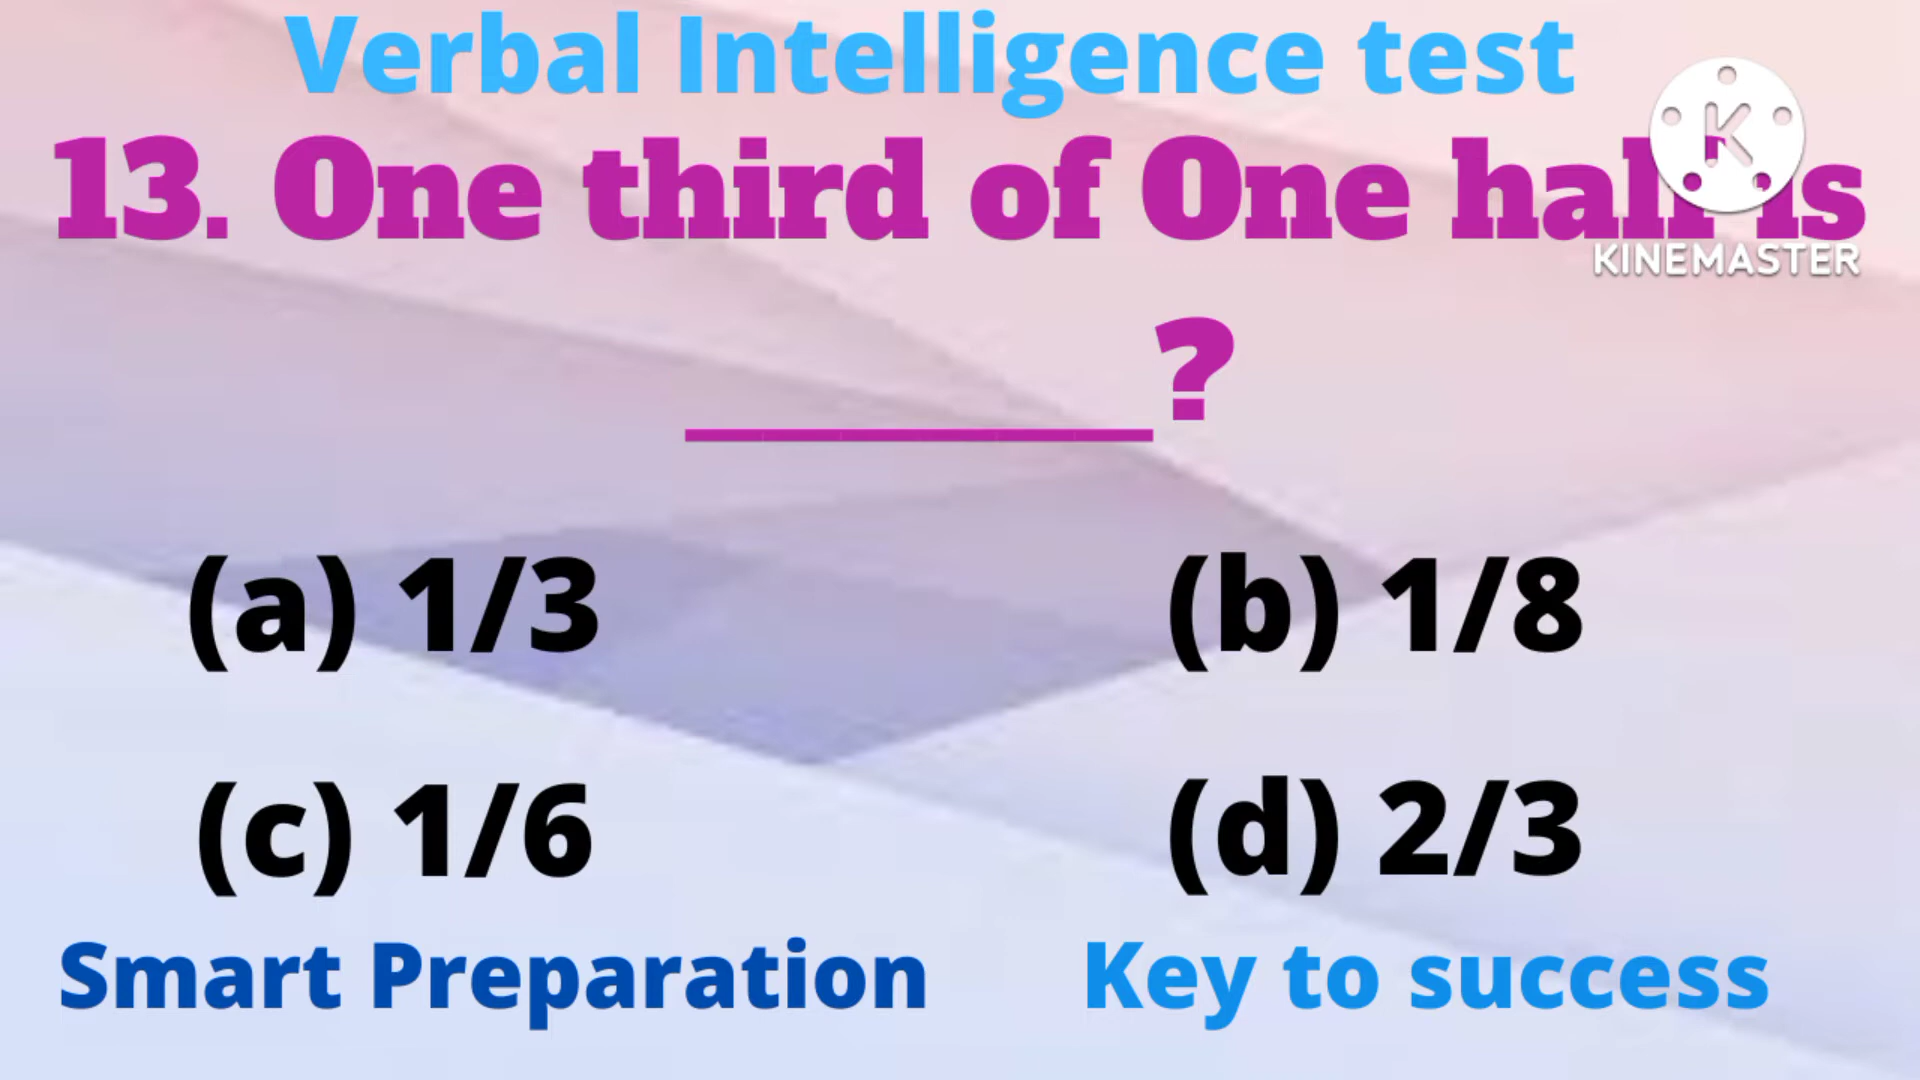 Verbal Intelligence test
13. One third of One half is
KINEMASTER
______?
(a) 1/3 (b) 1/8
(c) 1/6 (d) 2/3
Smart Preparation Key to success